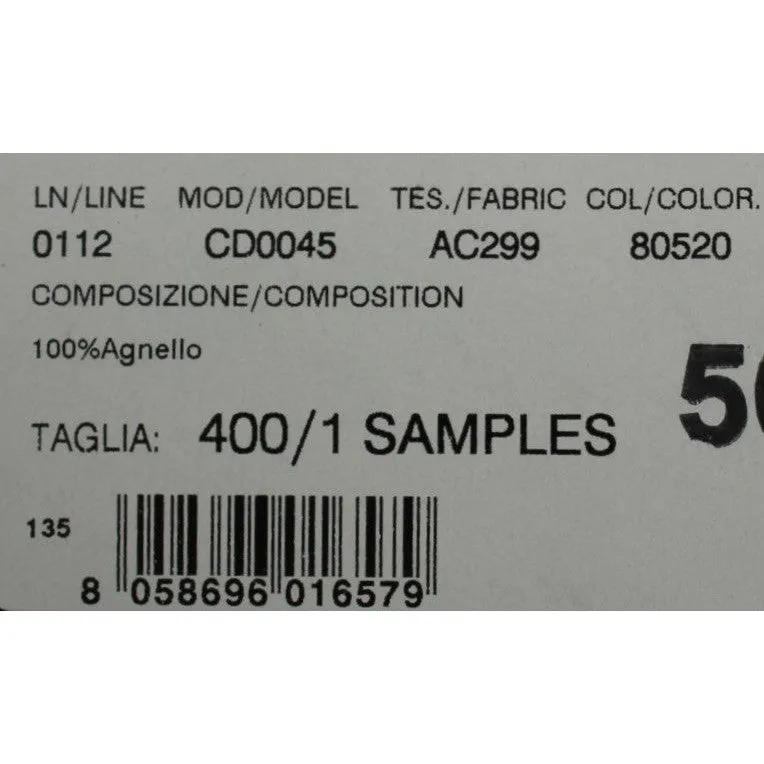 LN/LINE MOD/MODEL TES./FABRIC COL/COLOR.
0112 CD0045 AC299 80520
COMPOSIZIONE/COMPOSITION
100%Agnello
TAGLIA: 400/1 SAMPLES
135
8 058696 016579